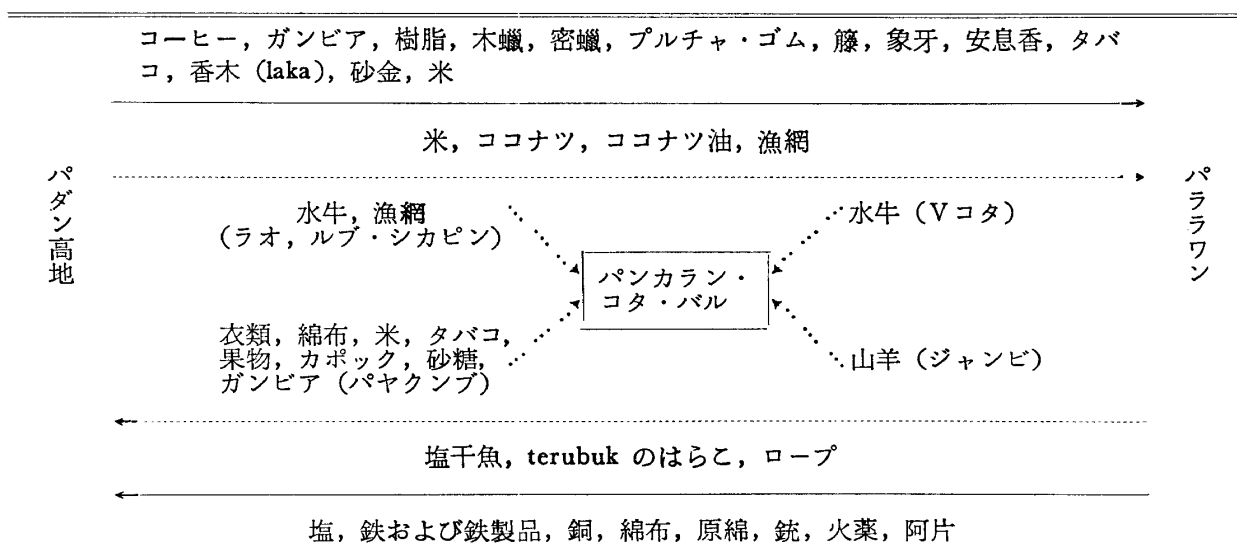 コーヒー，ガンビア，樹脂，木蠟，密蠟，プルチャ・ゴム，籐，象牙，安息香，タバ
コ，香木（laka），砂金，米
米，ココナツ，ココナツ油，漁網
パダン高地
パララワン
水牛，漁網
（ラオ，ルブ・シカピン）
水牛（Vコタ）
パンカラン・
コタ・バル
衣類，綿布，米，タバコ，
果物，カポック，砂糖，
ガンビア（パヤクンブ）
山羊（ジャンビ）
塩干魚，terubuk のはらこ，ロープ
塩，鉄および鉄製品，銅，綿布，原綿，銃，火薬，阿片